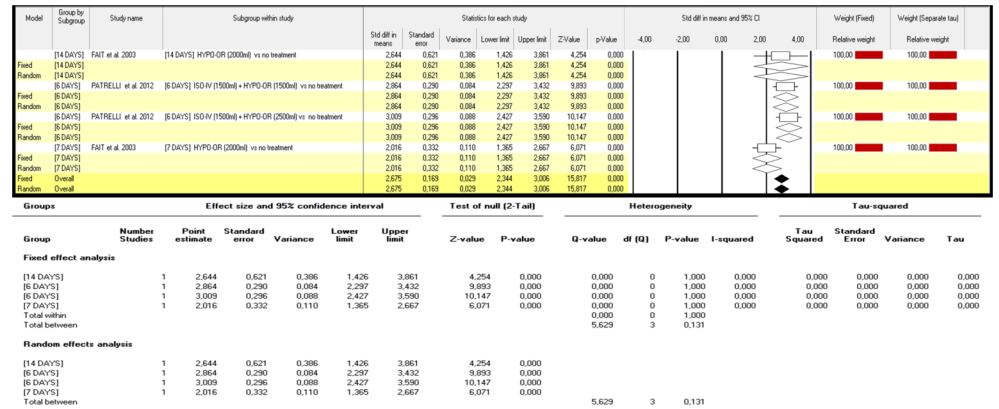 Model Group by Subgroup Study name Subgroup within study Statistics for each study Std diff in means and 95% CI Weight (Fixed) Weight (Separate tau)
Std diff in means Standard error Variance Lower limit Upper limit Z-Value p-Value -4,00 -2,00 0,00 2,00 4,00 Relative weight Relative weight
[14 DAYS] FAIT et al. 2003 [14 DAYS] HYPO-OR (2000ml) vs no treatment 2,644 0,621 0,386 1,426 3,861 4,254 0,000 100,00 100,00
Fixed [14 DAYS] 2,644 0,621 0,386 1,426 3,861 4,254 0,000
Random [14 DAYS] 2,644 0,621 0,386 1,426 3,861 4,254 0,000
[6 DAYS] PATRELLI et al. 2012 [6 DAYS] ISO-IV (1500ml) + HYPO-OR (1500ml) vs no treatment 2,864 0,290 0,084 2,297 3,432 9,893 0,000 100,00 100,00
Fixed [6 DAYS] 2,864 0,290 0,084 2,297 3,432 9,893 0,000
Random [6 DAYS] 2,864 0,290 0,084 2,297 3,432 9,893 0,000
[6 DAYS] PATRELLI et al. 2012 [6 DAYS] ISO-IV (1500ml) + HYPO-OR (2500ml) vs no treatment 3,009 0,296 0,088 2,427 3,590 10,147 0,000 100,00 100,00
Fixed [6 DAYS] 3,009 0,296 0,088 2,427 3,590 10,147 0,000
Random [6 DAYS] 3,009 0,296 0,088 2,427 3,590 10,147 0,000
[7 DAYS] FAIT et al. 2003 [7 DAYS] HYPO-OR (2000ml) vs no treatment 2,016 0,332 0,110 1,365 2,667 6,071 0,000 100,00 100,00
Fixed [7 DAYS] 2,016 0,332 0,110 1,365 2,667 6,071 0,000
Random [7 DAYS] 2,016 0,332 0,110 1,365 2,667 6,071 0,000
Fixed Overall 2,675 0,169 0,029 2,344 3,006 15,817 0,000
Random Overall 2,675 0,169 0,029 2,344 3,006 15,817 0,000
Groups Effect size and 95% confidence interval Test of null (2-Tail) Heterogeneity Tau-squared
Group Number Studies Point estimate Standard error Variance Lower limit Upper limit Z-value P-value Q-value df (Q) P-value I-squared Tau Squared Standard Error Variance Tau
Fixed effect analysis
[14 DAYS] 1 2,644 0,621 0,386 1,426 3,861 4,254 0,000 0,000 0 1,000 0,000 0,000 0,000 0,000 0,000
[6 DAYS] 1 2,864 0,290 0,084 2,297 3,432 9,893 0,000 0,000 0 1,000 0,000 0,000 0,000 0,000 0,000
[6 DAYS] 1 3,009 0,296 0,088 2,427 3,590 10,147 0,000 0,000 0 1,000 0,000 0,000 0,000 0,000 0,000
[7 DAYS] 1 2,016 0,332 0,110 1,365 2,667 6,071 0,000 0,000 0 1,000 0,000 0,000 0,000 0,000 0,000
Total within 0,000 0 1,000
Total between 5,629 3 0,131
Random effects analysis
[14 DAYS] 1 2,644 0,621 0,386 1,426 3,861 4,254 0,000
[6 DAYS] 1 2,864 0,290 0,084 2,297 3,432 9,893 0,000
[6 DAYS] 1 3,009 0,296 0,088 2,427 3,590 10,147 0,000
[7 DAYS] 1 2,016 0,332 0,110 1,365 2,667 6,071 0,000
Total between 5,629 3 0,131